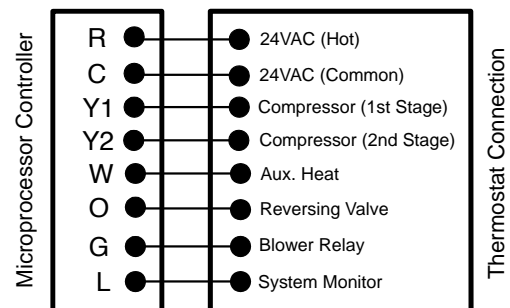 Microprocessor Controller
R 24VAC (Hot)
C 24VAC (Common)
Y1 Compressor (1st Stage)
Y2 Compressor (2nd Stage)
W Aux. Heat
O Reversing Valve
G Blower Relay
L System Monitor
Thermostat Connection